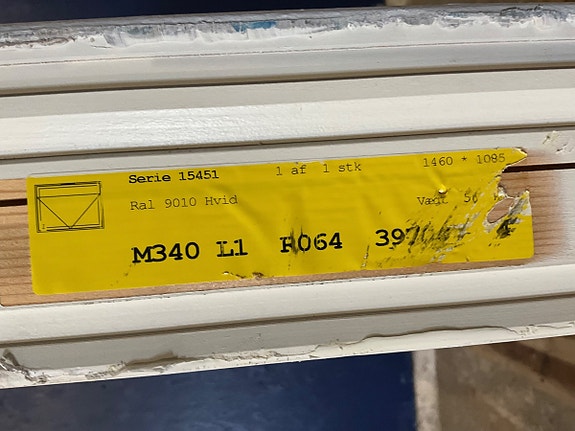 Serie 15451 1 af 1 stk 1460 * 1085
Ral 9010 Hvid Vægt
M340 L1 R064